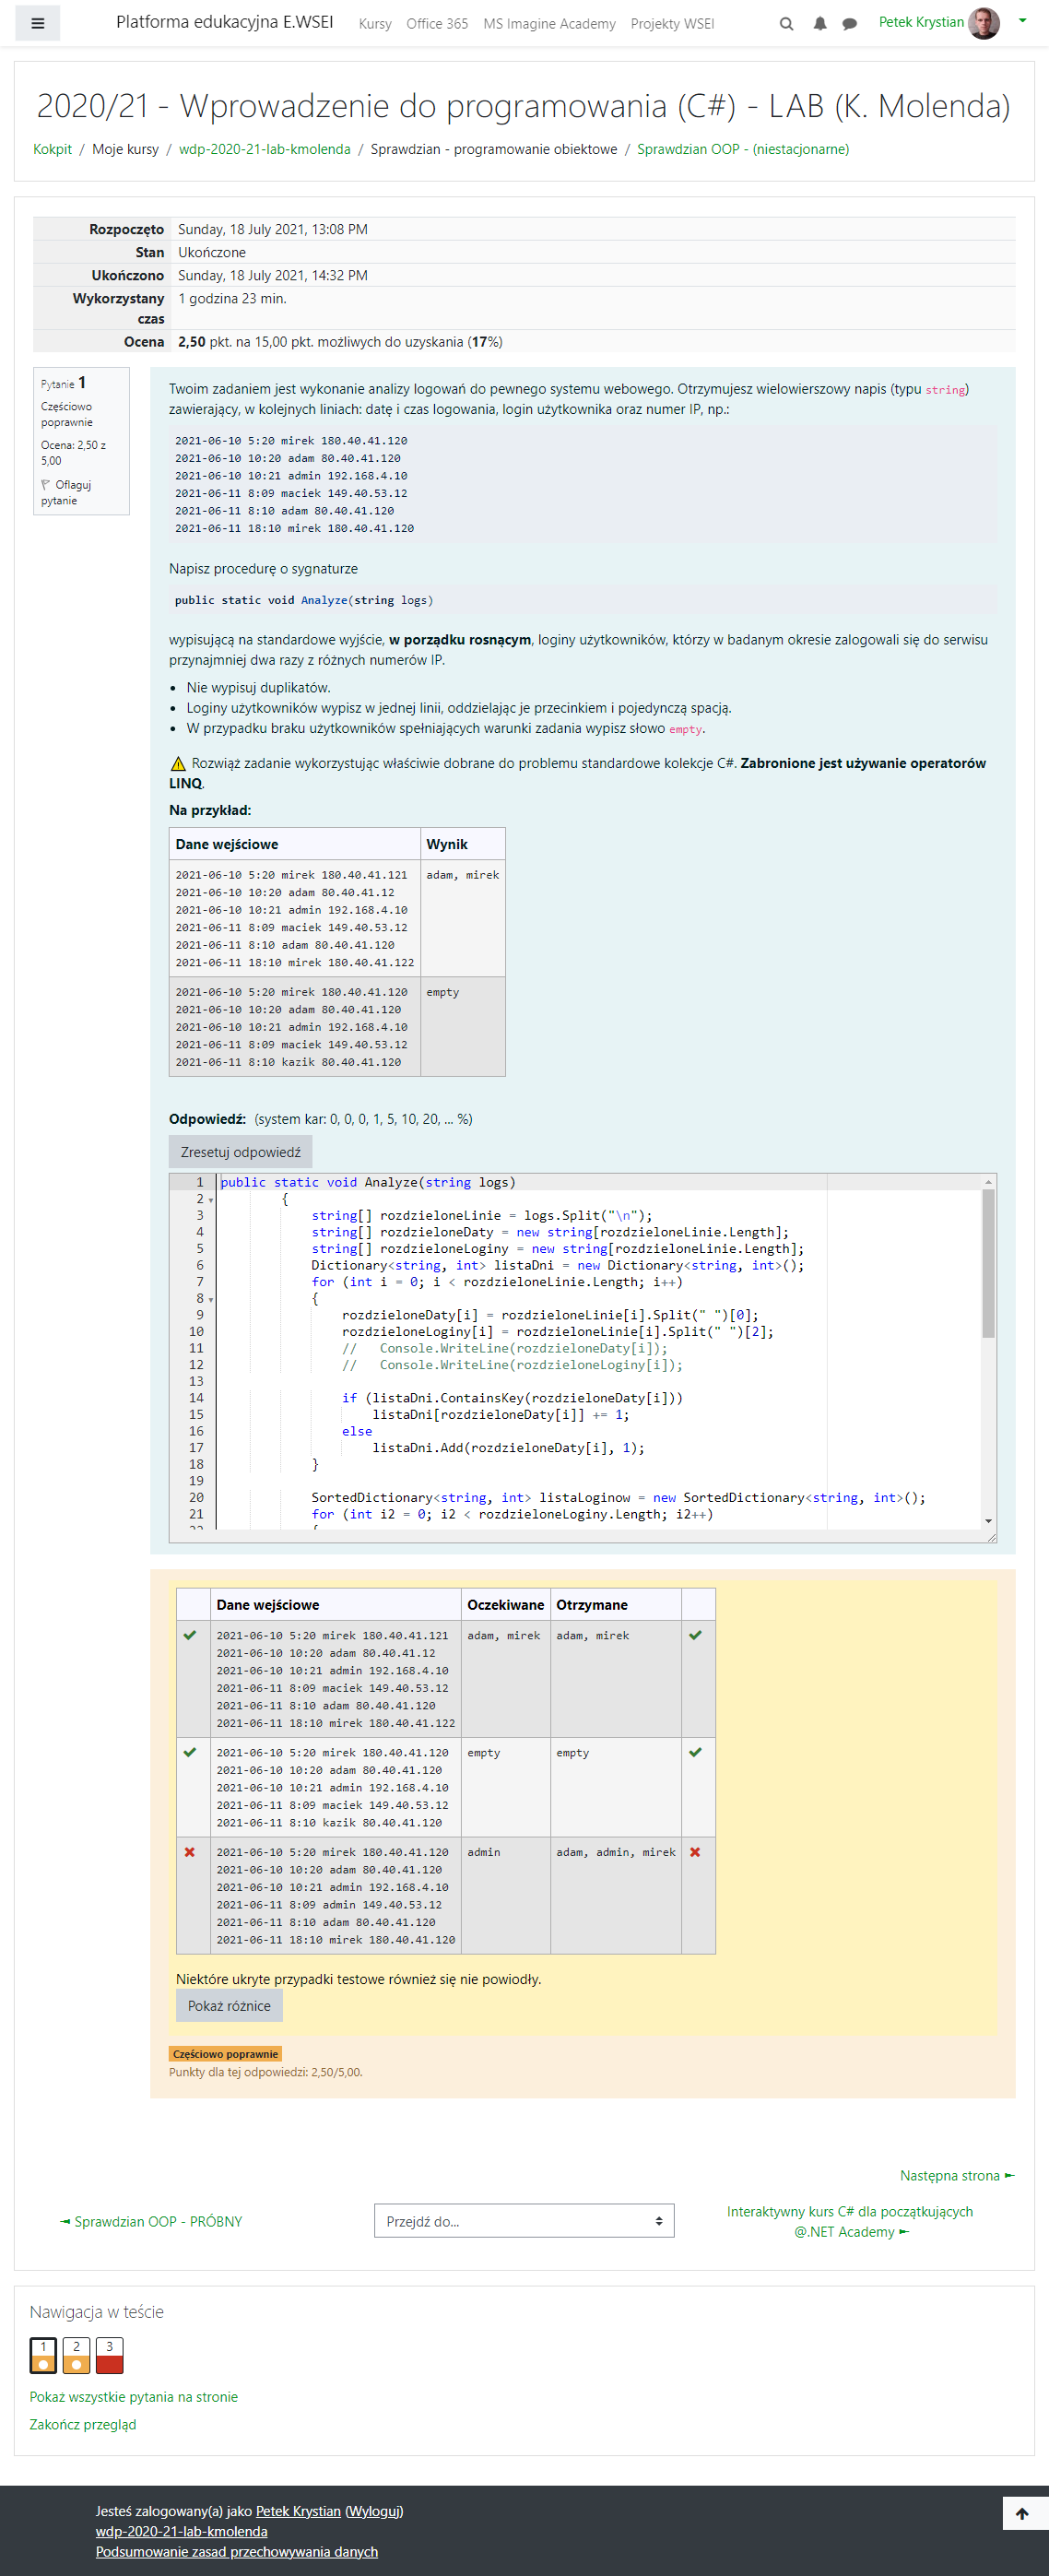 Platforma edukacyjna E.WSEI Kursy Office 365 MS Imagine Academy Projekty WSEI Petek Krystian
2020/21 - Wprowadzenie do programowania (C#) - LAB (K. Molenda)
Kokpit / Moje kursy / wdp-2020-21-lab-kmolenda / Sprawdzian - programowanie obiektowe / Sprawdzian OOP - (niestacjonarne)
Rozpoczęto Sunday, 18 July 2021, 13:08 PM
Stan Ukończone
Ukończono Sunday, 18 July 2021, 14:32 PM
Wykorzystany czas 1 godzina 23 min.
Ocena 2,50 pkt. na 15,00 pkt. możliwych do uzyskania (17%)
Pytanie 1
Częściowo
poprawnie
Ocena: 2,50 z
5,00
Oflaguj
pytanie
Twoim zadaniem jest wykonanie analizy logowań do pewnego systemu webowego. Otrzymujesz wielowierszowy napis (typu string)
zawierający, w kolejnych liniach: datę i czas logowania, login użytkownika oraz numer IP, np.:
2021-06-10 5:20 mirek 180.40.41.120
2021-06-10 10:20 adam 80.40.41.120
2021-06-10 10:21 admin 192.168.4.10
2021-06-11 8:09 maciek 149.40.53.12
2021-06-11 8:10 adam 80.40.41.120
2021-06-11 18:10 mirek 180.40.41.120
Napisz procedurę o sygnaturze
public static void Analyze(string logs)
wypisującą na standardowe wyjście, w porządku rosnącym, loginy użytkowników, którzy w badanym okresie zalogowali się do serwisu
przynajmniej dwa razy z różnych numerów IP.
• Nie wypisuj duplikatów.
• Loginy użytkowników wypisz w jednej linii, oddzielając je przecinkiem i pojedynczą spacją.
• W przypadku braku użytkowników spełniających warunki zadania wypisz słowo empty.
Rozwiąż zadanie wykorzystując właściwie dobrane do problemu standardowe kolekcje C#. Zabronione jest używanie operatorów
LINQ.
Na przykład:
Dane wejściowe Wynik
2021-06-10 5:20 mirek 180.40.41.121 adam, mirek
2021-06-10 10:20 adam 80.40.41.12
2021-06-10 10:21 admin 192.168.4.10
2021-06-11 8:09 maciek 149.40.53.12
2021-06-11 8:10 adam 80.40.41.120
2021-06-11 18:10 mirek 180.40.41.122
2021-06-10 5:20 mirek 180.40.41.120 empty
2021-06-10 10:20 adam 80.40.41.120
2021-06-10 10:21 admin 192.168.4.10
2021-06-11 8:09 maciek 149.40.53.12
2021-06-11 8:10 kazik 80.40.41.120
Odpowiedź: (system kar: 0, 0, 0, 1, 5, 10, 20, ... %)
Zresetuj odpowiedź
1 public static void Analyze(string logs)
2 {
3 string[] rozdzieloneLinie = logs.Split("\n");
4 string[] rozdzieloneDaty = new string[rozdzieloneLinie.Length];
5 string[] rozdzieloneLoginy = new string[rozdzieloneLinie.Length];
6 Dictionary<string, int> listaDni = new Dictionary<string, int>();
7 for (int i = 0; i < rozdzieloneLinie.Length; i++)
8 {
9 rozdzieloneDaty[i] = rozdzieloneLinie[i].Split(" ")[0];
10 rozdzieloneLoginy[i] = rozdzieloneLinie[i].Split(" ")[2];
11 // Console.WriteLine(rozdzieloneDaty[i]);
12 // Console.WriteLine(rozdzieloneLoginy[i]);
13
14 if (listaDni.ContainsKey(rozdzieloneDaty[i]))
15 listaDni[rozdzieloneDaty[i]] += 1;
16 else
17 listaDni.Add(rozdzieloneDaty[i], 1);
18 }
19
20 SortedDictionary<string, int> listaLoginow = new SortedDictionary<string, int>();
21 for (int i2 = 0; i2 < rozdzieloneLoginy.Length; i2++)
Dane wejściowe Oczekiwane Otrzymane
2021-06-10 5:20 mirek 180.40.41.121 adam, mirek adam, mirek
2021-06-10 10:20 adam 80.40.41.12
2021-06-10 10:21 admin 192.168.4.10
2021-06-11 8:09 maciek 149.40.53.12
2021-06-11 8:10 adam 80.40.41.120
2021-06-11 18:10 mirek 180.40.41.122
2021-06-10 5:20 mirek 180.40.41.120 empty empty
2021-06-10 10:20 adam 80.40.41.120
2021-06-10 10:21 admin 192.168.4.10
2021-06-11 8:09 maciek 149.40.53.12
2021-06-11 8:10 kazik 80.40.41.120
2021-06-10 5:20 mirek 180.40.41.120 admin adam, admin, mirek
2021-06-10 10:20 adam 80.40.41.120
2021-06-10 10:21 admin 192.168.4.10
2021-06-11 8:09 admin 149.40.53.12
2021-06-11 8:10 adam 80.40.41.120
2021-06-11 18:10 mirek 180.40.41.120
Niektóre ukryte przypadki testowe również się nie powiodły.
Pokaż różnice
Częściowo poprawnie
Punkty dla tej odpowiedzi: 2,50/5,00.
Następna strona ►
◄ Sprawdzian OOP - PRÓBNY
Przejdź do...
Interaktywny kurs C# dla początkujących
@.NET Academy ►
Nawigacja w teście
1 2 3
Pokaż wszystkie pytania na stronie
Zakończ przegląd
Jesteś zalogowany(a) jako Petek Krystian (Wyloguj)
wdp-2020-21-lab-kmolenda
Podsumowanie zasad przechowywania danych